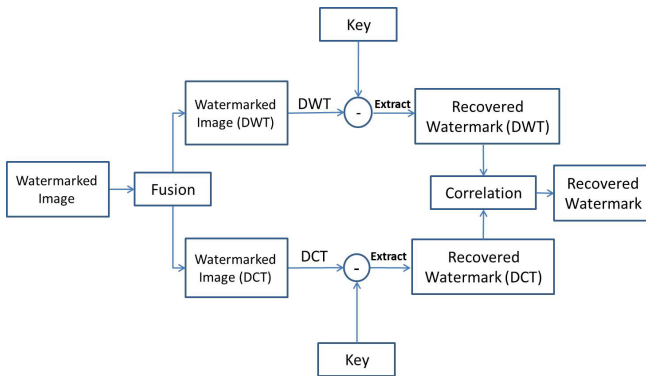 Key
Watermarked
Image (DWT)
DWT
-
Extract
Recovered
Watermark (DWT)
Watermarked
Image
Fusion
Correlation
Recovered
Watermark
Watermarked
Image (DCT)
DCT
-
Extract
Recovered
Watermark (DCT)
Key